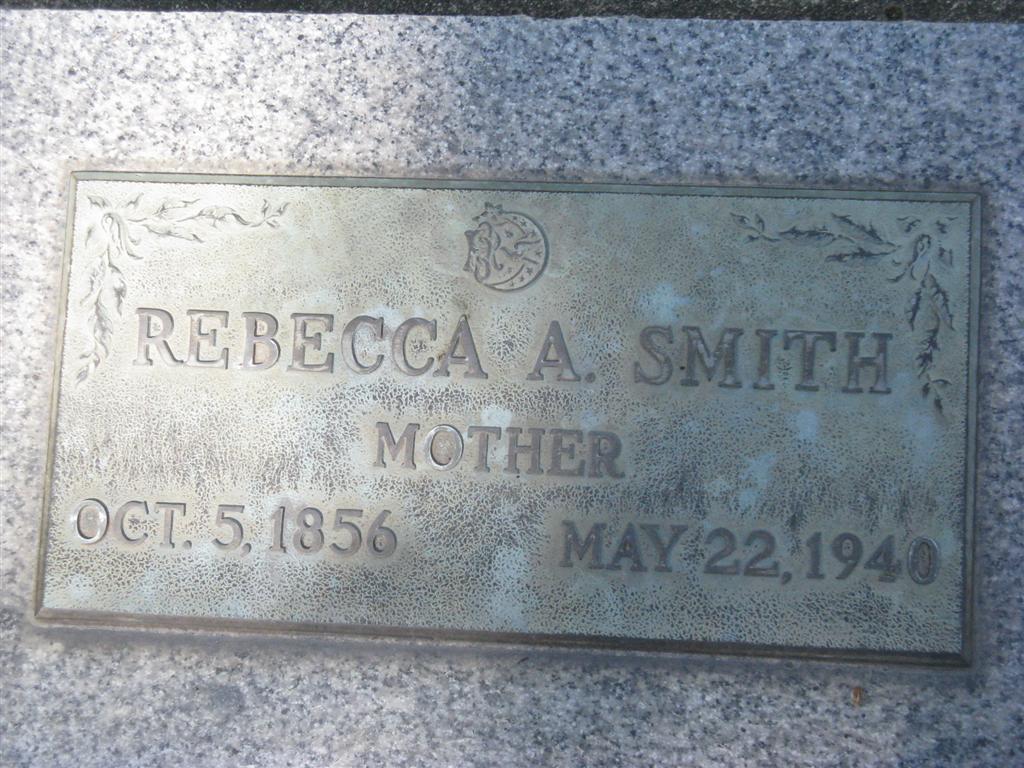 REBECCA A. SMITH
MOTHER
OCT. 5, 1856 MAY 22, 1940